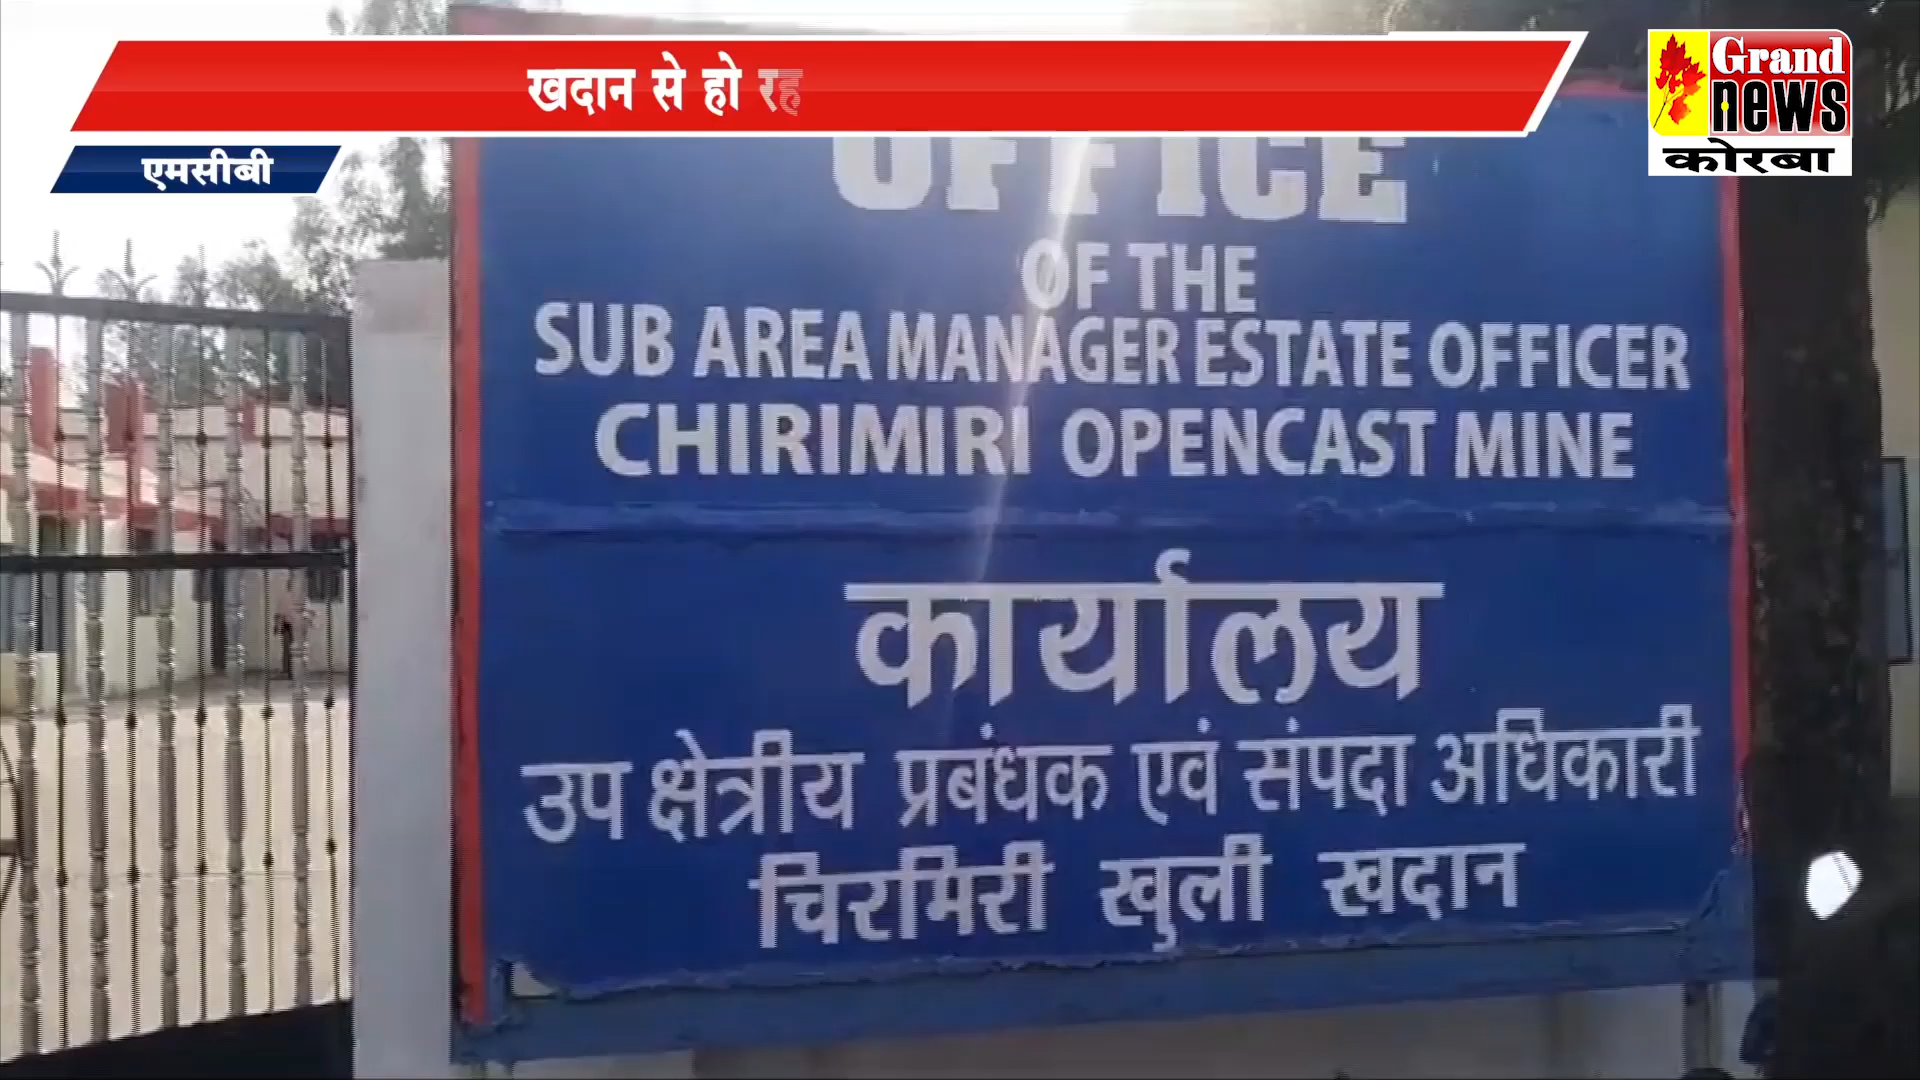 खदान से हो रह
Grand
news
कोरबा
एमसीबी
OFFICE
OF THE
SUB AREA MANAGER ESTATE OFFICER
CHIRIMIRI OPENCAST MINE
कार्यालय
उप क्षेत्रीय प्रबंधक एवं संपदा अधिकारी
चिरमिरी खुली खदान